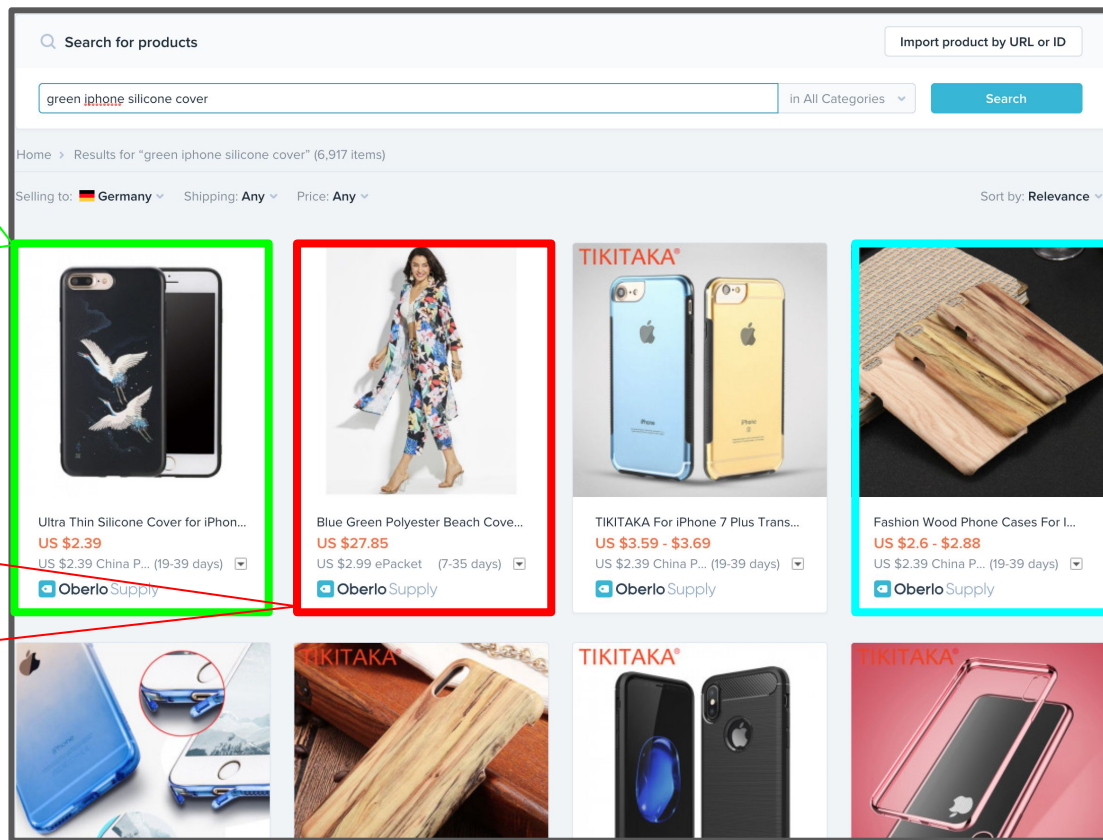 Search for products
Import product by URL or ID
green iphone silicone cover
in All Categories
Search
Home > Results for “green iphone silicone cover” (6,917 items)
Selling to: Germany
Shipping: Any
Price: Any
Sort by: Relevance
TIKITAKA®
iPhone
iPhone
Ultra Thin Silicone Cover for iPhon...
US $2.39
US $2.39 China P... (19-39 days)
Oberlo Supply
Blue Green Polyester Beach Cove...
US $27.85
US $2.99 ePacket (7-35 days)
Oberlo Supply
TIKITAKA For iPhone 7 Plus Trans...
US $3.59 - $3.69
US $2.39 China P... (19-39 days)
Oberlo Supply
Fashion Wood Phone Cases For I...
US $2.6 - $2.88
US $2.39 China P... (19-39 days)
Oberlo Supply
TIKITAKA®
TIKITAKA®
TIKITAKA®